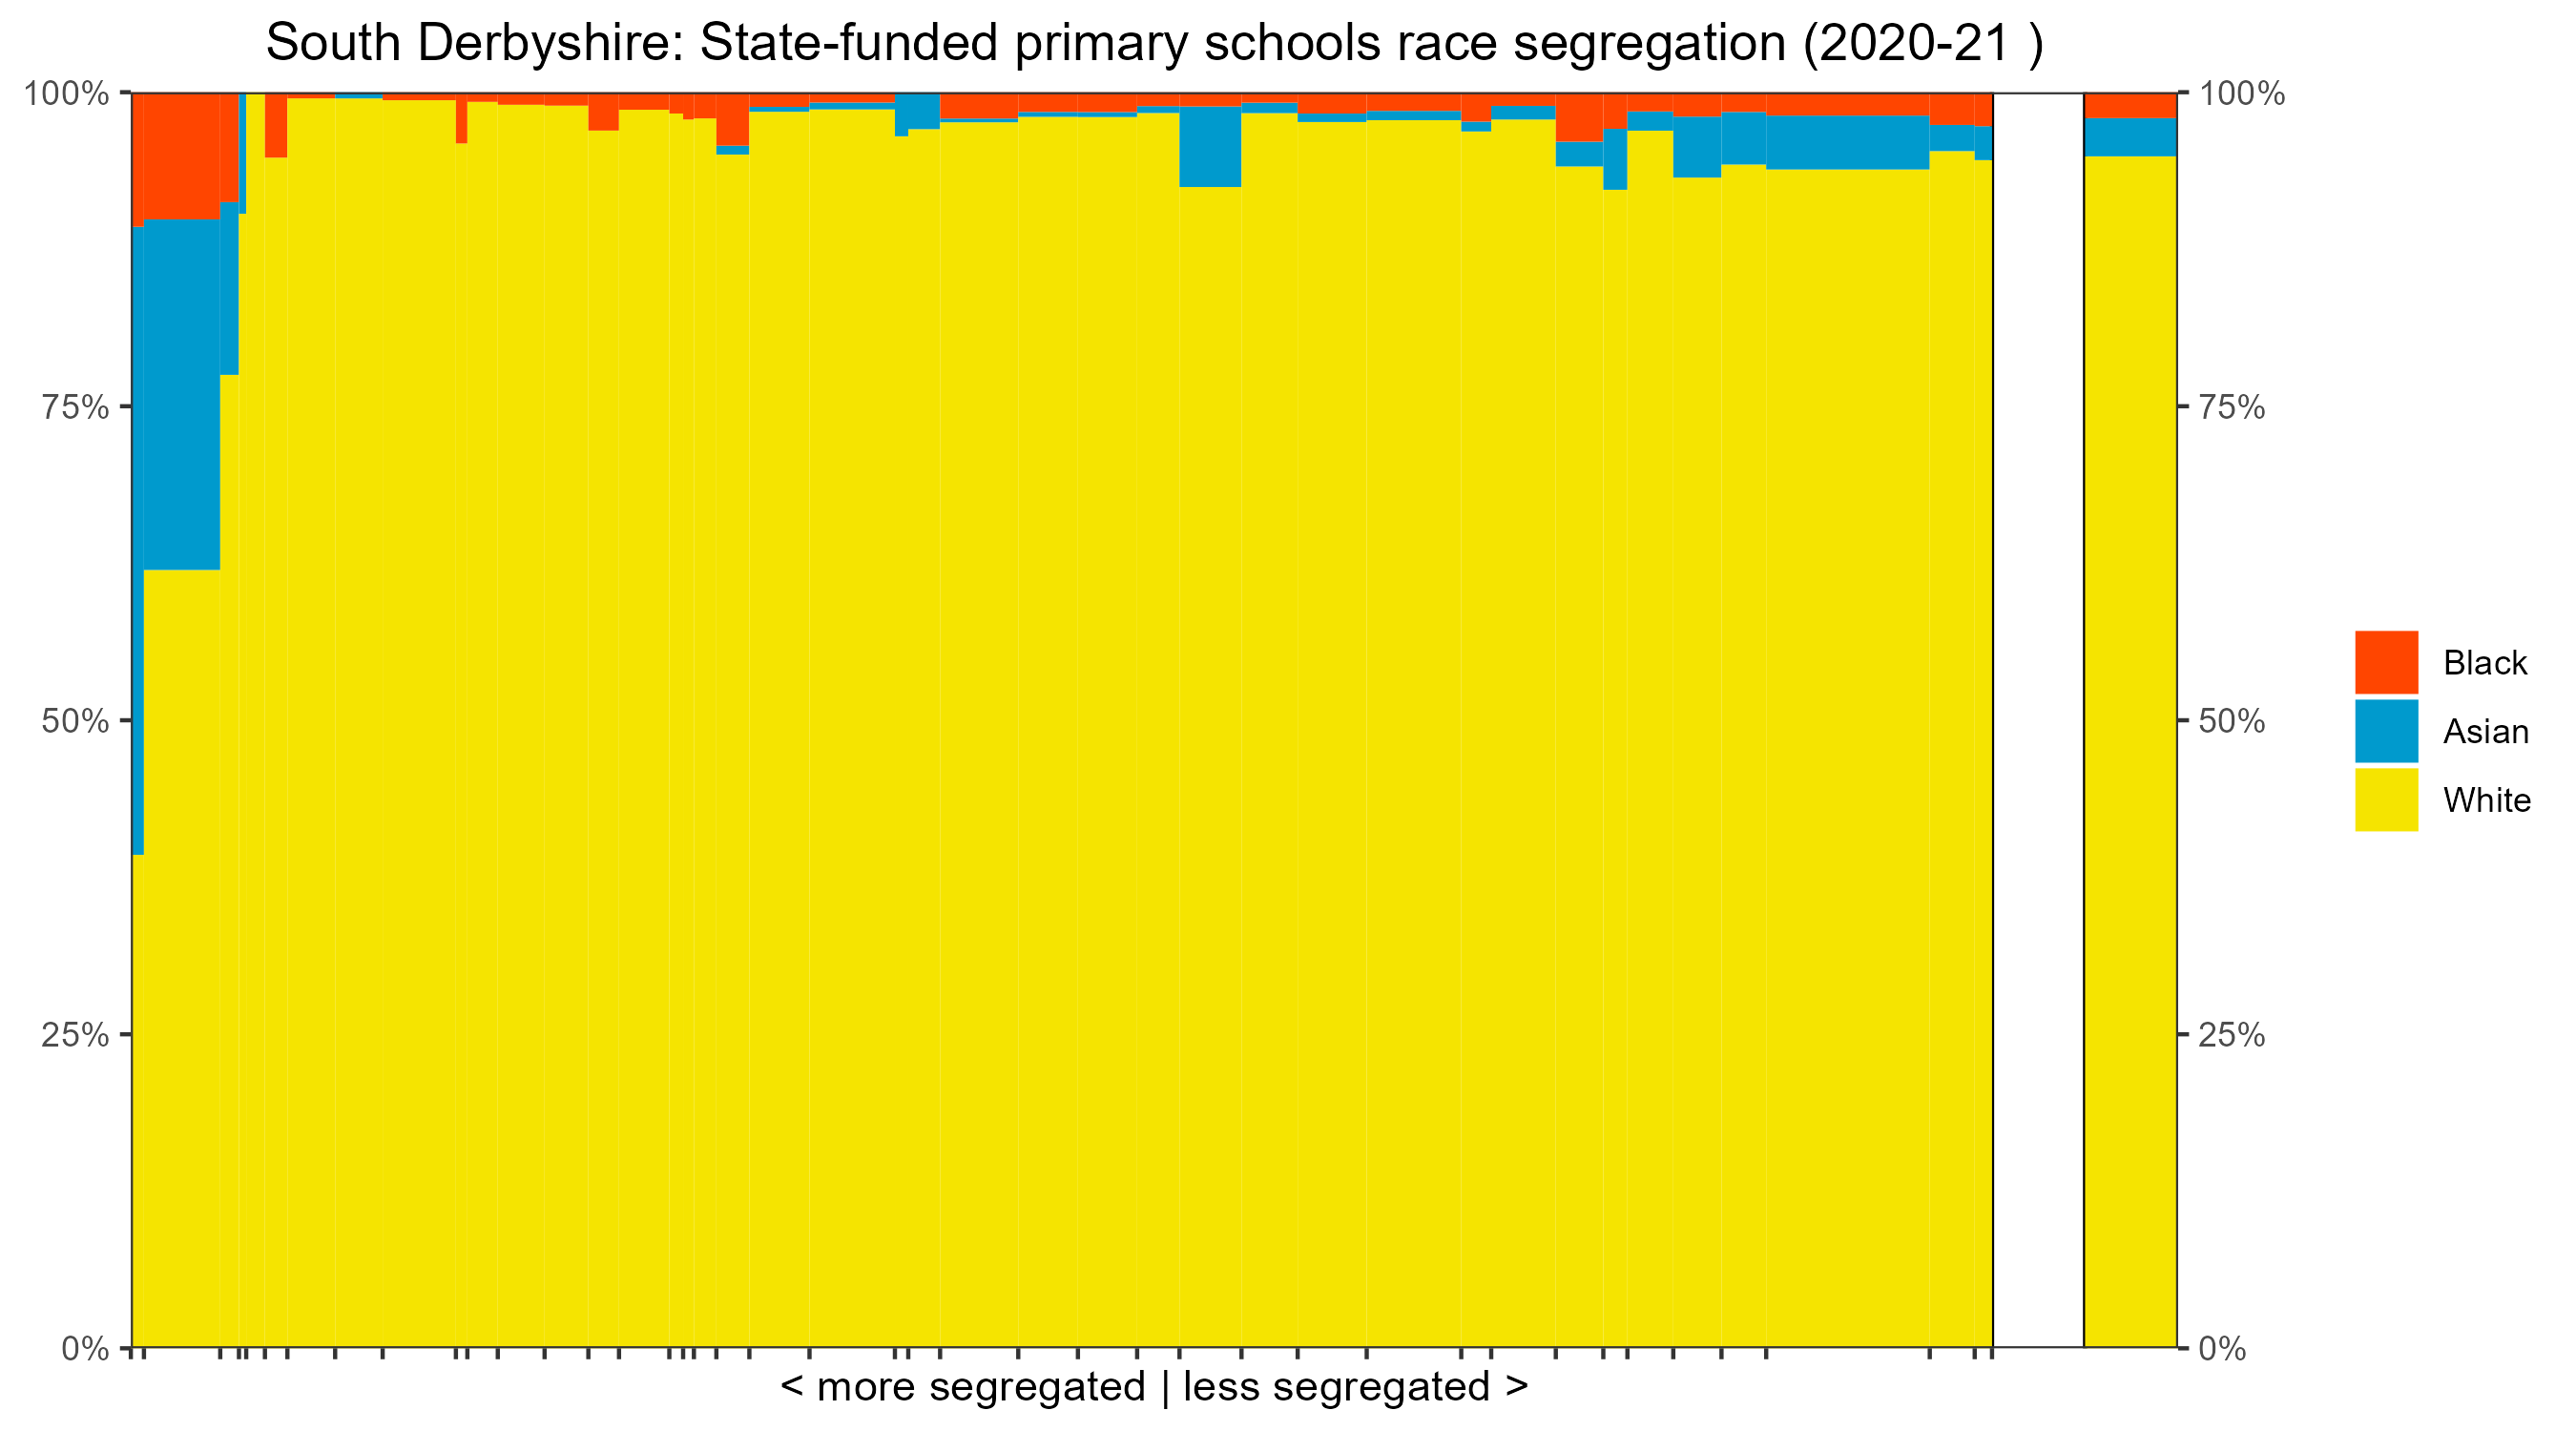 South Derbyshire: State-funded primary schools race segregation (2020-21 )
100%
75%
50%
25%
0%
100%
75%
50%
25%
0%
Black
Asian
White
< more segregated | less segregated >